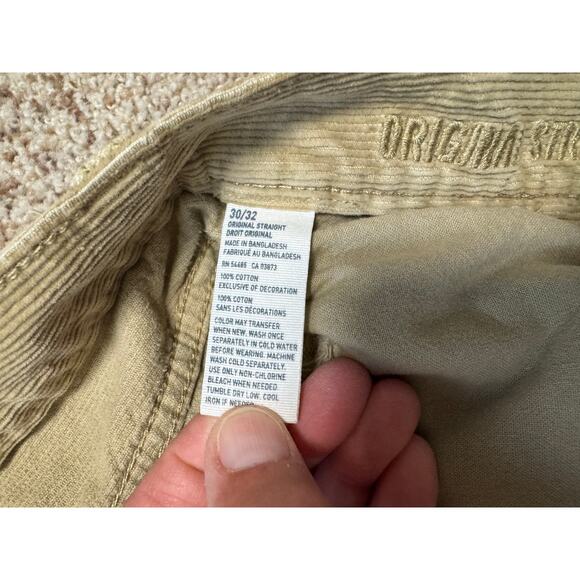 ORIGINAL STR
30/32
ORIGINAL STRAIGHT
DROIT ORIGINAL
MADE IN BANGLADESH
FABRIQUÉ AU BANGLADESH
RN 54485 CA 03873
100% COTTON
EXCLUSIVE OF DECORATION
100% COTON
SANS LES DÉCORATIONS
COLOR MAY TRANSFER
WHEN NEW. WASH ONCE
SEPARATELY IN COLD WATER
BEFORE WEARING. MACHINE
WASH COLD SEPARATELY.
USE ONLY NON-CHLORINE
BLEACH WHEN NEEDED
TUMBLE DRY LOW. COOL
IRON IF NEEDED